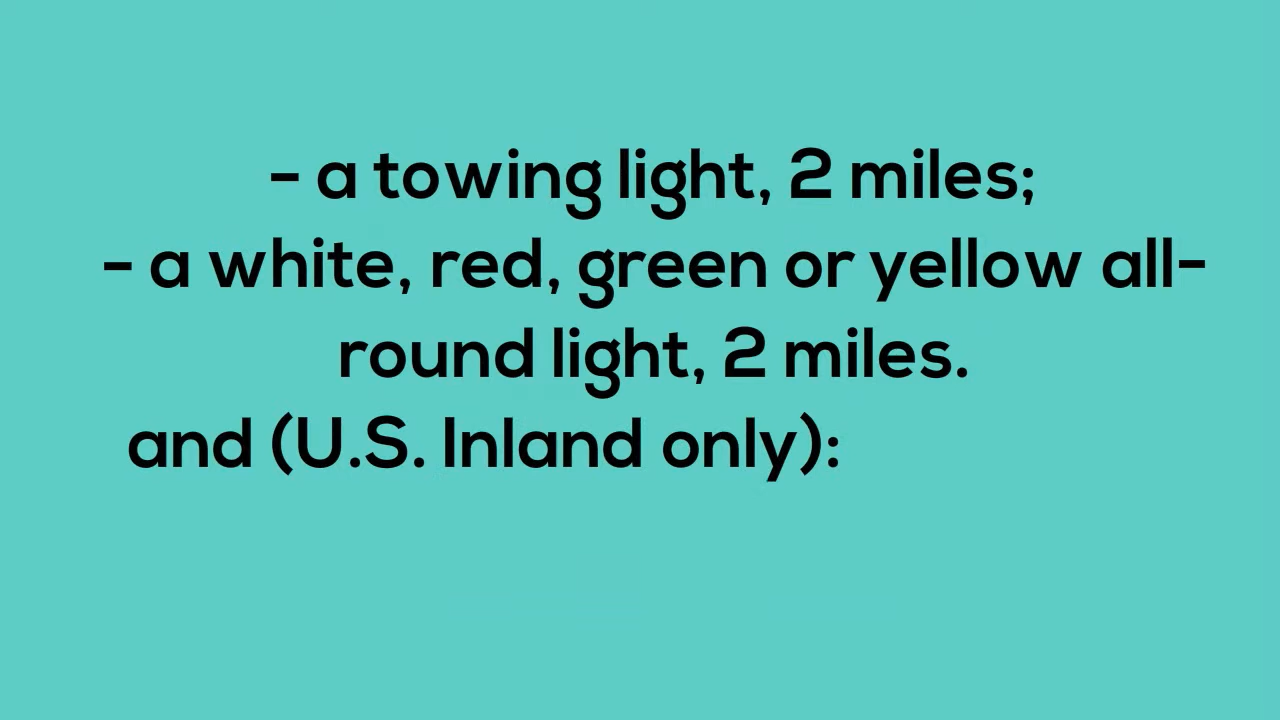 - a towing light, 2 miles;
- a white, red, green or yellow all-
round light, 2 miles.
and (U.S. Inland only):